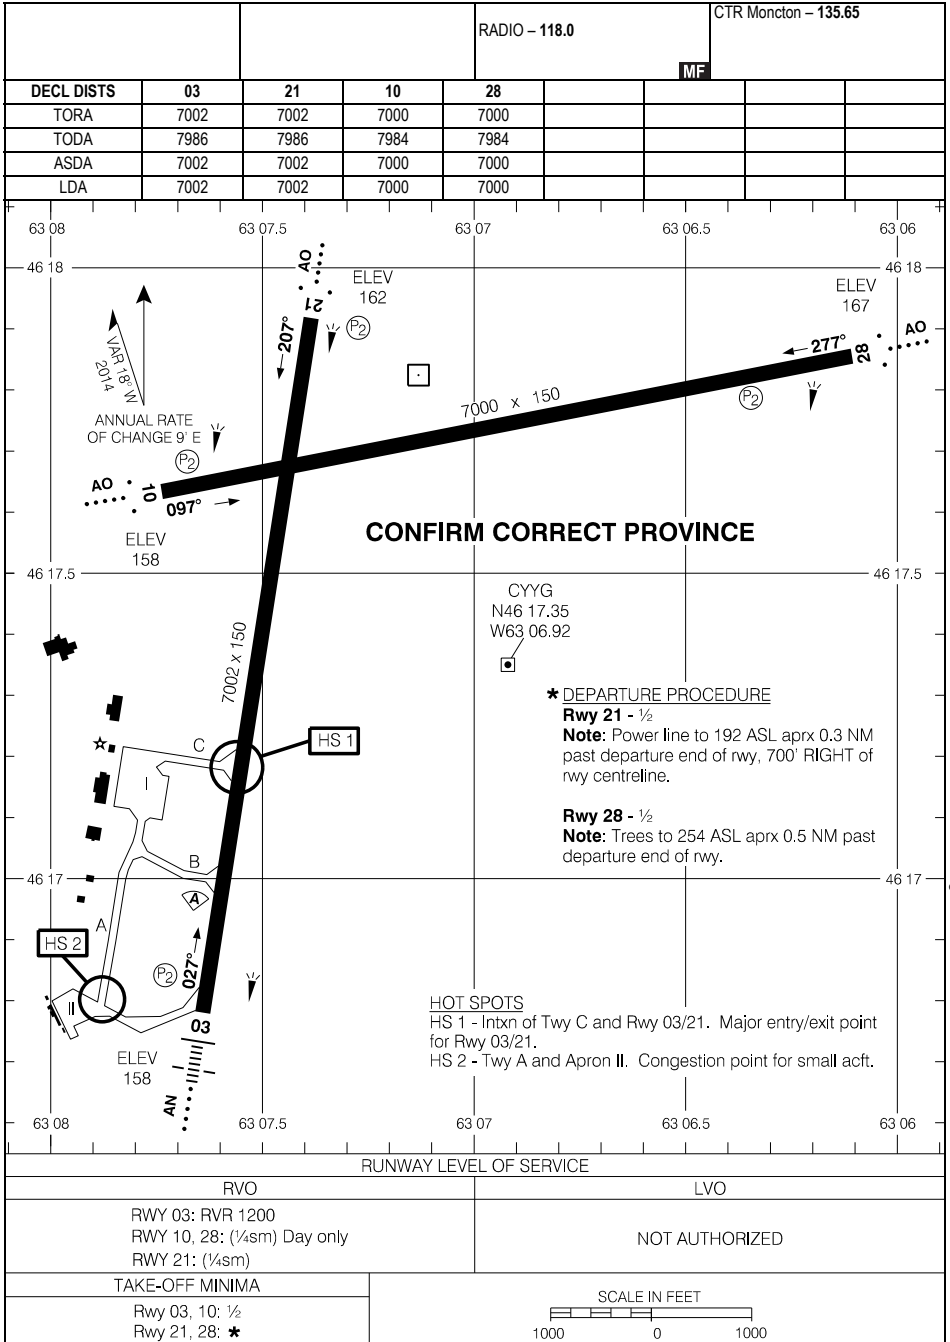 CTR Moncton – 135.65
RADIO – 118.0
MF
DECL DISTS 03 21 10 28
TORA 7002 7002 7000 7000
TODA 7986 7986 7984 7984
ASDA 7002 7002 7000 7000
LDA 7002 7002 7000 7000
63 08 63 07.5 63 07 63 06.5 63 06
46 18 46 18
AO
ELEV
162
21
207°
P2
ELEV
167
AO
28
277°
P2
VAR 18° W
2014
ANNUAL RATE
OF CHANGE 9' E
7000 x 150
P2
AO
10
097°
ELEV
158
CONFIRM CORRECT PROVINCE
46 17.5 46 17.5
CYYG
N46 17.35
W63 06.92
7002 x 150
* DEPARTURE PROCEDURE
Rwy 21 - ½
Note: Power line to 192 ASL aprx 0.3 NM
past departure end of rwy, 700' RIGHT of
rwy centreline.
Rwy 28 - ½
Note: Trees to 254 ASL aprx 0.5 NM past
departure end of rwy.
HS 1
C
I
B
46 17 46 17
A
A
HS 2
P2
027°
II
03
ELEV
158
AN
HOT SPOTS
HS 1 - Intxn of Twy C and Rwy 03/21. Major entry/exit point
for Rwy 03/21.
HS 2 - Twy A and Apron II. Congestion point for small acft.
63 08 63 07.5 63 07 63 06.5 63 06
RUNWAY LEVEL OF SERVICE
RVO LVO
RWY 03: RVR 1200
RWY 10, 28: (¼sm) Day only
RWY 21: (¼sm)
NOT AUTHORIZED
TAKE-OFF MINIMA
Rwy 03, 10: ½
Rwy 21, 28: *
SCALE IN FEET
1000 0 1000